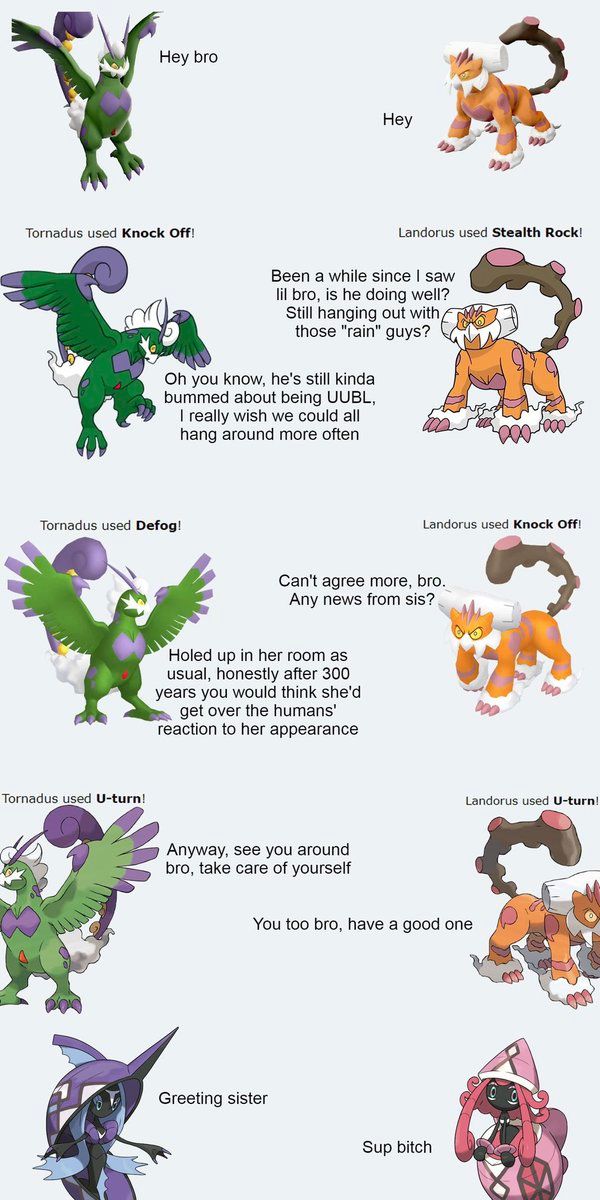 Hey bro
Hey
Tornadus used Knock Off!
Landorus used Stealth Rock!
Been a while since I saw
lil bro, is he doing well?
Still hanging out with
those "rain" guys?
Oh you know, he's still kinda
bummed about being UUBL,
I really wish we could all
hang around more often
Tornadus used Defog!
Landorus used Knock Off!
Can't agree more, bro.
Any news from sis?
Holed up in her room as
usual, honestly after 300
years you would think she'd
get over the humans'
reaction to her appearance
Tornadus used U-turn!
Landorus used U-turn!
Anyway, see you around
bro, take care of yourself
You too bro, have a good one
Greeting sister
Sup bitch